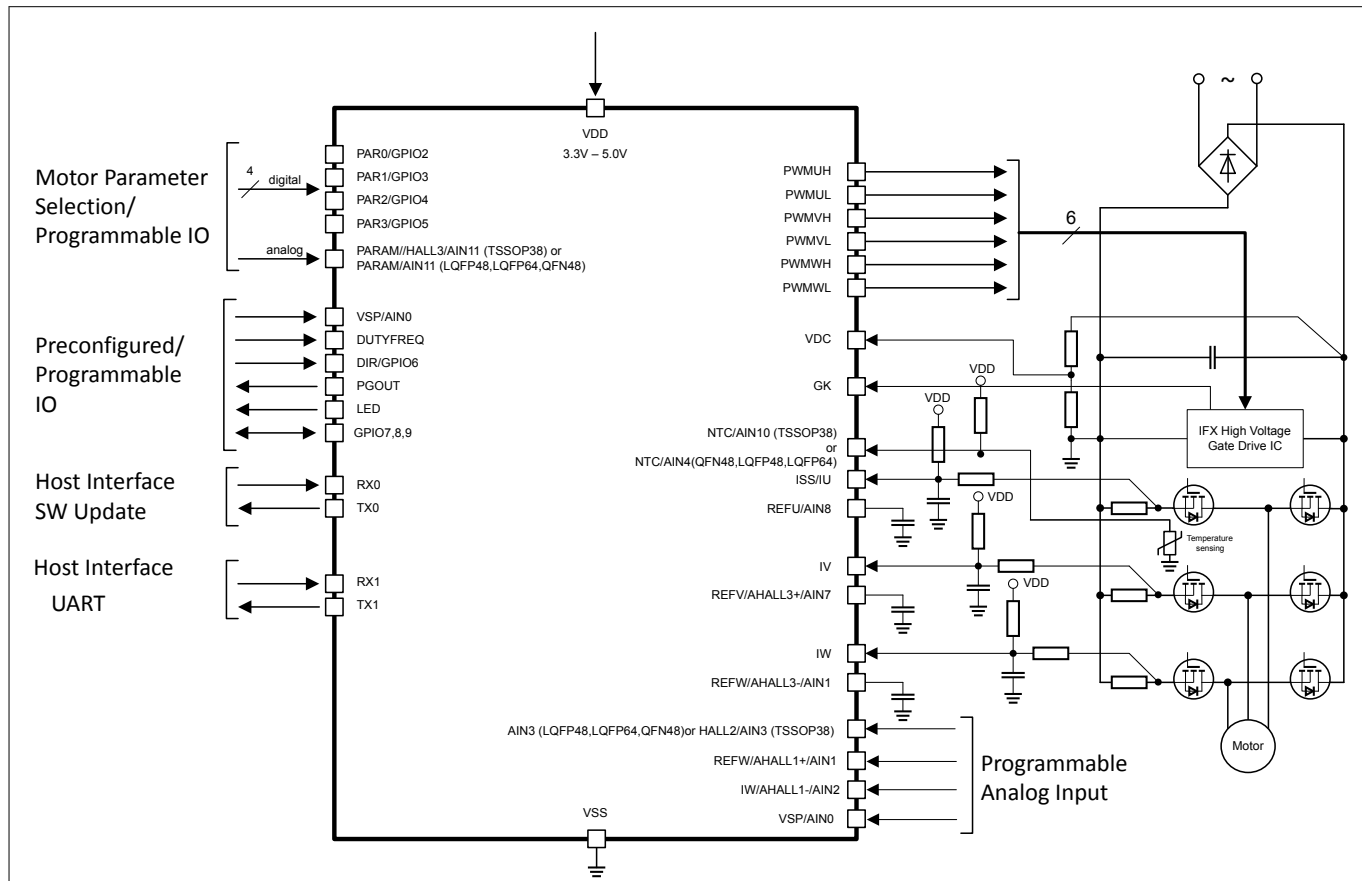 VDD
3.3V – 5.0V
Motor Parameter
Selection/
Programmable IO
4
digital
analog
PAR0/GPIO2
PAR1/GPIO3
PAR2/GPIO4
PAR3/GPIO5
PARAM//HALL3/AIN11 (TSSOP38) or
PARAM/AIN11 (LQFP48,LQFP64,QFN48)
Preconfigured/
Programmable
IO
VSP/AIN0
DUTYFREQ
DIR/GPIO6
PGOUT
LED
GPIO7,8,9
Host Interface
SW Update
RX0
TX0
Host Interface
UART
RX1
TX1
VSS
PWMUH
PWMUL
PWMVH
PWMVL
PWMWH
PWMWL
6
~
VDC
GK
NTC/AIN10 (TSSOP38)
or
NTC/AIN4(QFN48,LQFP48,LQFP64)
ISS/IU
REFU/AIN8
IV
REFV/AHALL3+/AIN7
IW
REFW/AHALL3-/AIN1
AIN3 (LQFP48,LQFP64,QFN48)or HALL2/AIN3 (TSSOP38)
REFW/AHALL1+/AIN1
IW/AHALL1-/AIN2
VSP/AIN0
Programmable
Analog Input
VDD
VDD
VDD
VDD
IFX High Voltage
Gate Drive IC
Temperature
sensing
Motor